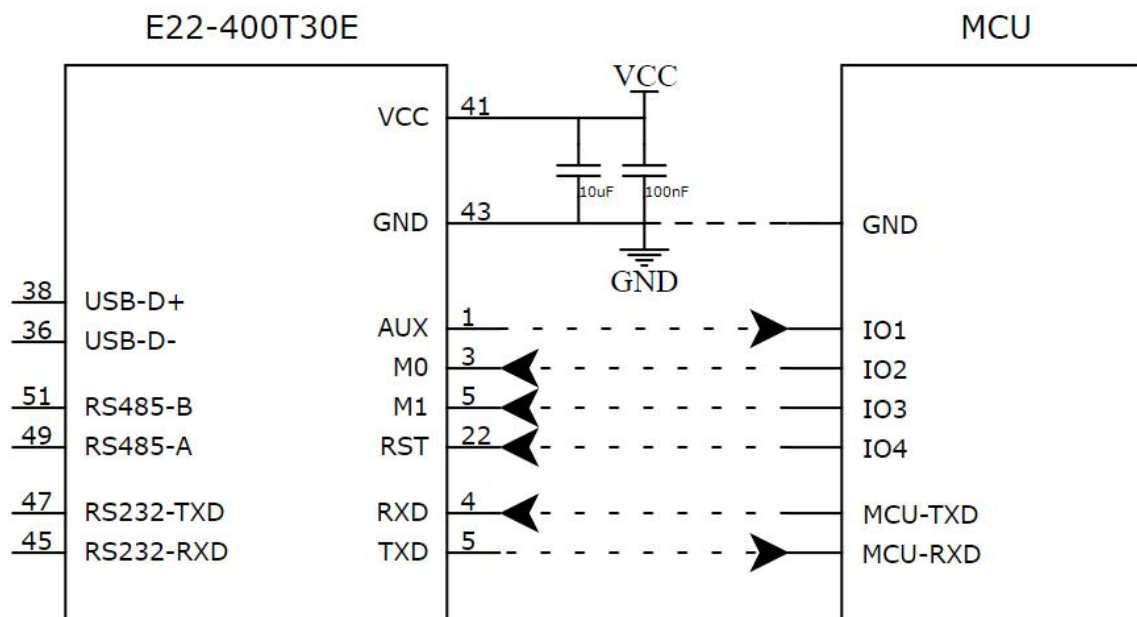 E22-400T30E MCU
VCC
VCC 41
10uF 100nF
GND 43 GND
GND
38 USB-D+
AUX 1 IO1
36 USB-D-
M0 3 IO2
51 RS485-B M1 5 IO3
49 RS485-A RST 22 IO4
47 RS232-TXD RXD 4 MCU-TXD
45 RS232-RXD TXD 5 MCU-RXD